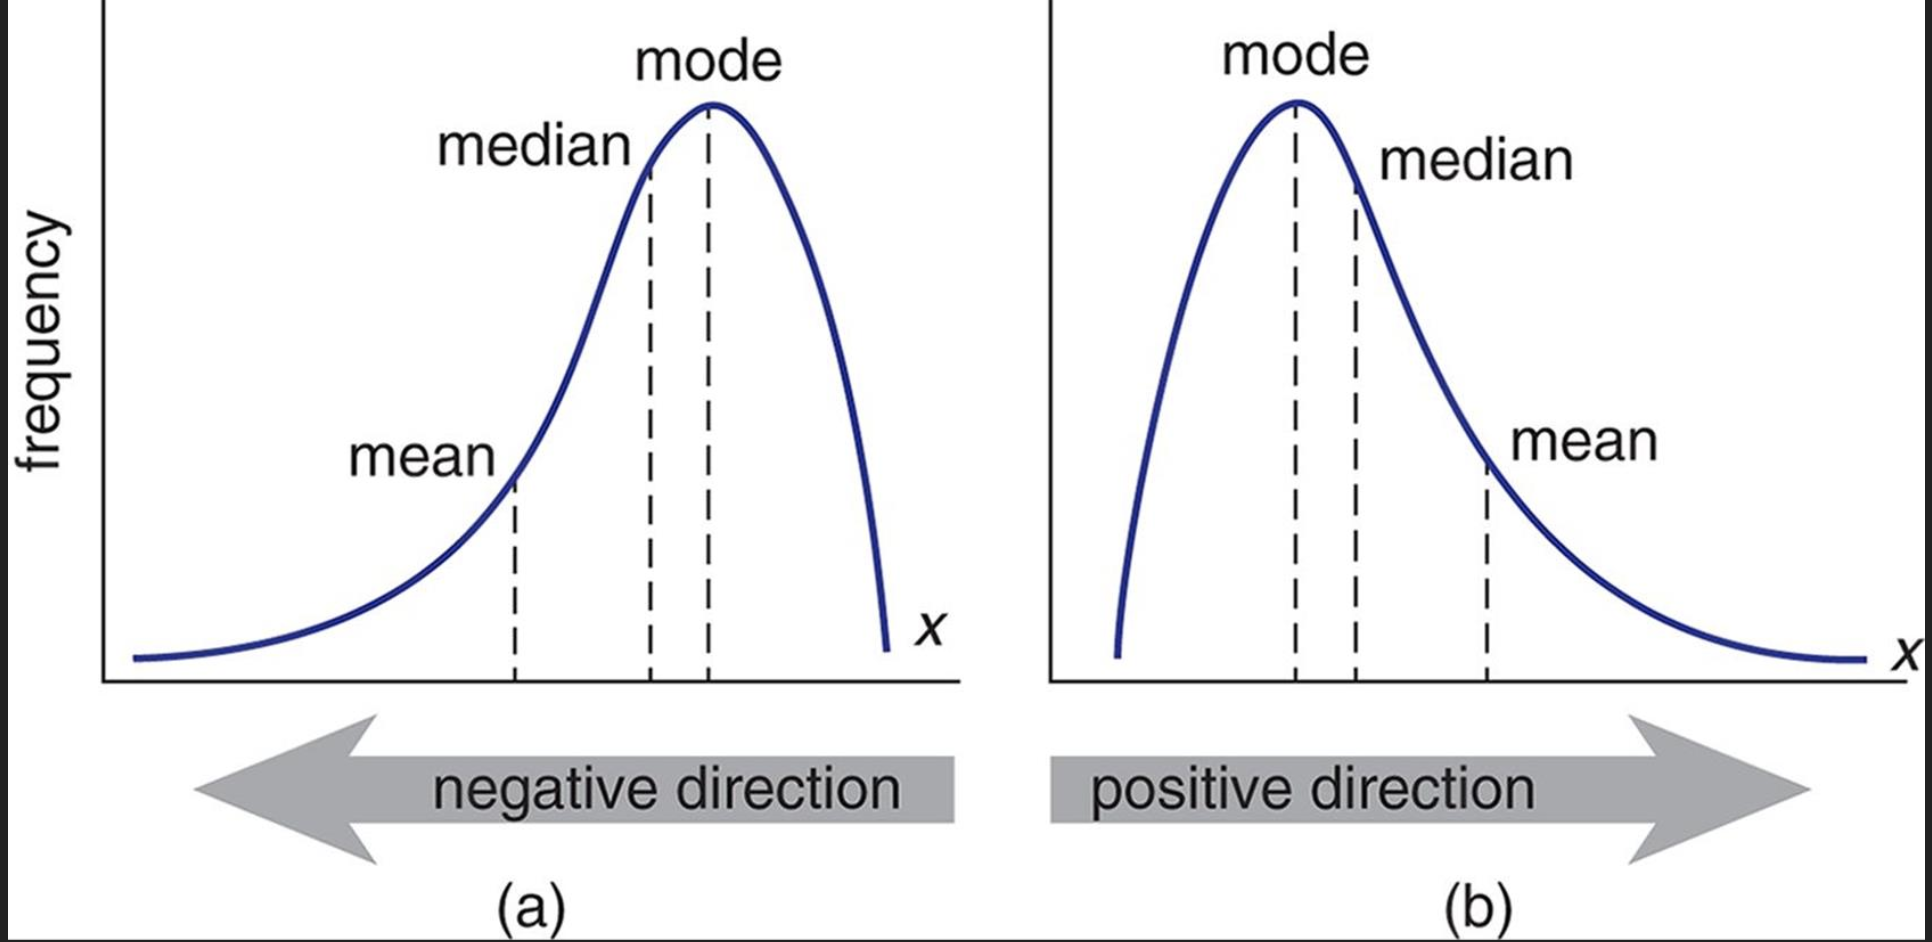 frequency
mode
median
mean
x
negative direction
(a)
mode
median
mean
x
positive direction
(b)